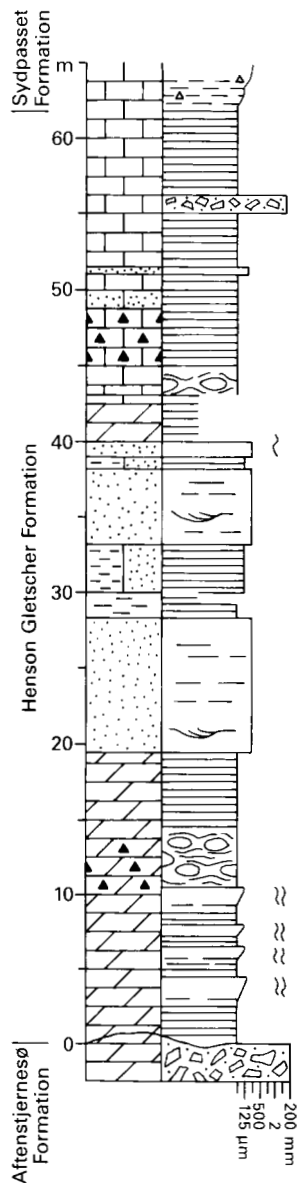 Sydpasset
Formation
m
60
50
40
30
20
10
0
Henson Gletscher Formation
Aftenstjernesø
Formation
200 mm
2
500
125 µm